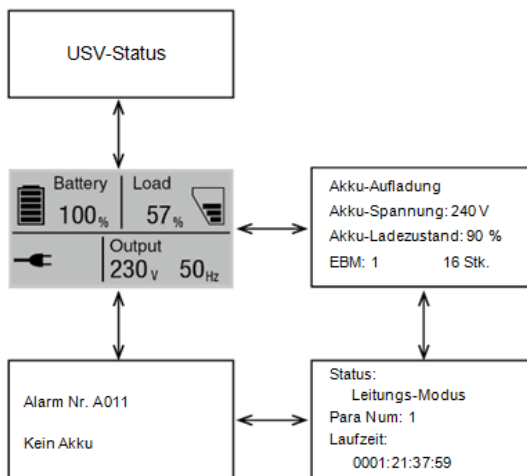 USV-Status
Battery Load
100% 57%
Output
230V 50Hz
Akku-Aufladung
Akku-Spannung: 240 V
Akku-Ladezustand: 90 %
EBM: 1 16 Stk.
Alarm Nr. A011
Kein Akku
Status:
Leitungs-Modus
Para Num: 1
Laufzeit:
0001:21:37:59